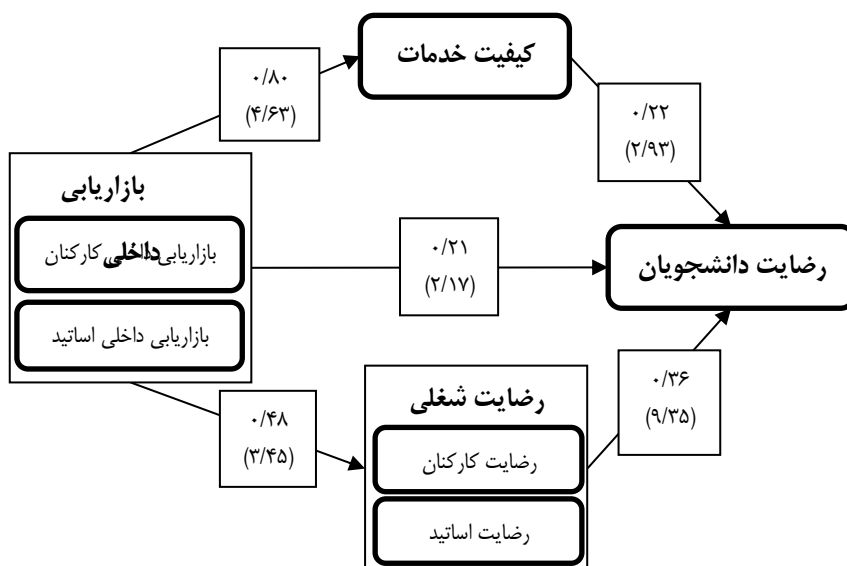 کیفیت خدمات
۰/۸۰
(۴/۶۳)
۰/۲۲
(۲/۹۳)
بازاریابی
داخلی
بازاریابی داخلی کارکنان
بازاریابی داخلی اساتید
۰/۲۱
(۲/۱۷)
رضایت دانشجویان
۰/۴۸
(۳/۴۵)
رضایت شغلی
رضایت کارکنان
رضایت اساتید
۰/۳۶
(۹/۳۵)